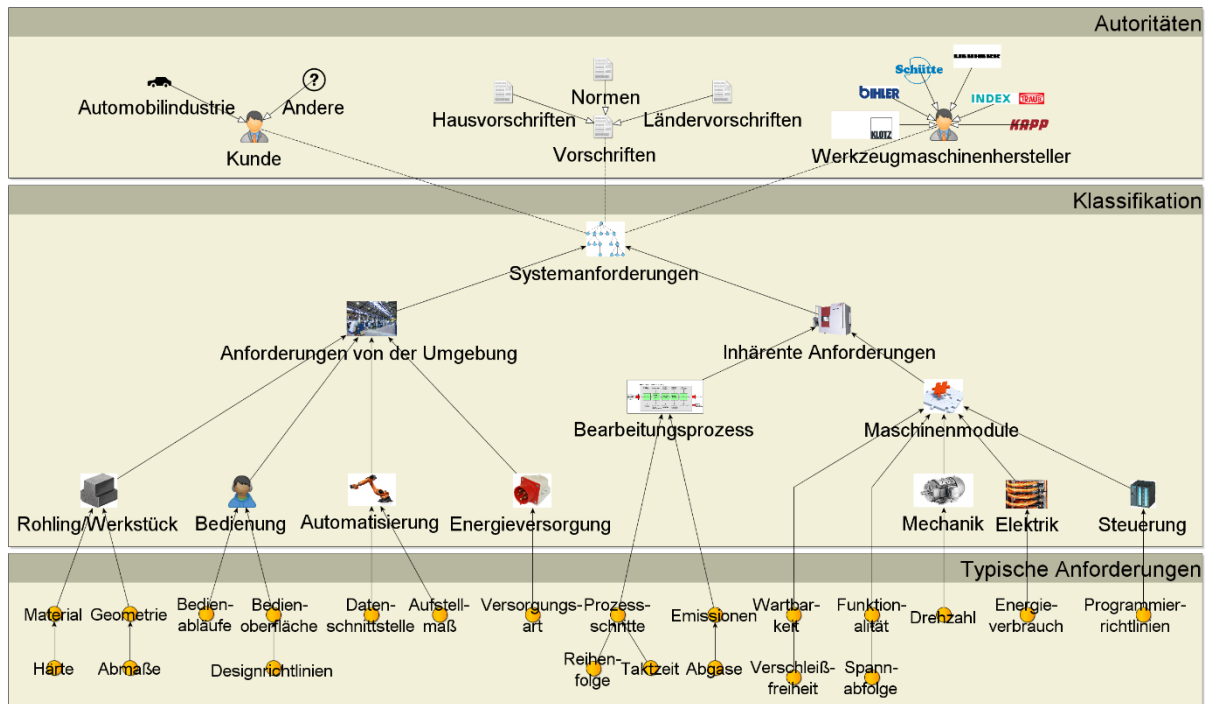 Autoritäten
Schütte
Automobilindustrie
Andere
Normen
BIHLER
INDEX TRAUB
Hausvorschriften
Ländervorschriften
KLOTZ
KAPP
Kunde
Vorschriften
Werkzeugmaschinenhersteller
Klassifikation
Systemanforderungen
Anforderungen von der Umgebung
Inhärente Anforderungen
Bearbeitungsprozess
Maschinenmodule
Rohling/Werkstück
Bedienung
Automatisierung
Energieversorgung
Mechanik
Elektrik
Steuerung
Typische Anforderungen
Material
Geometrie
Bedien-
abläufe
Bedien-
oberfläche
Daten-
schnittstelle
Aufstell-
maß
Versorgungs-
art
Prozess-
schritte
Emissionen
Wartbar-
keit
Funktion-
alität
Drehzahl
Energie-
verbrauch
Programmier-
richtlinien
Härte
Abmaße
Designrichtlinien
Reihen-
folge
Taktzeit
Abgase
Verschleiß-
freiheit
Spann-
abfolge